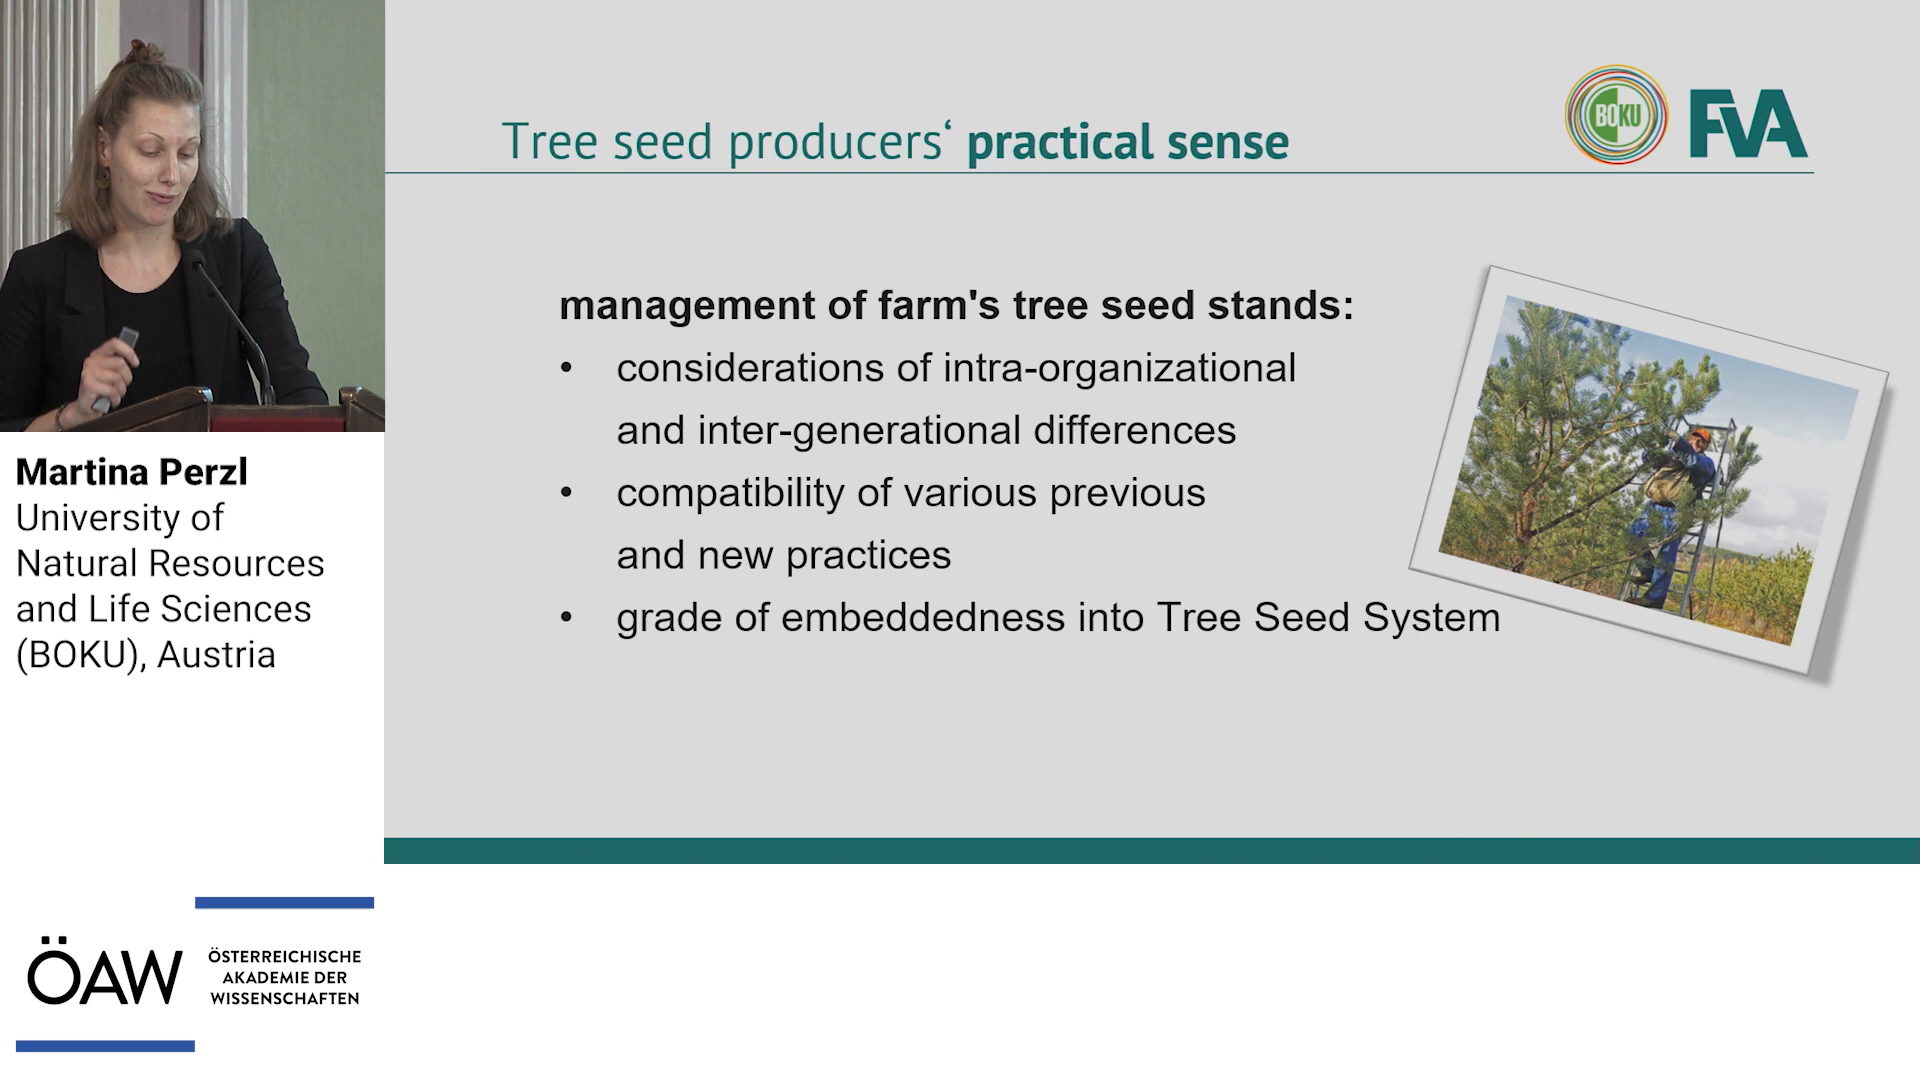 Tree seed producers‘ practical sense
BOKU
FVA
management of farm's tree seed stands:
• considerations of intra-organizational
and inter-generational differences
• compatibility of various previous
and new practices
• grade of embeddedness into Tree Seed System
Martina Perzl
University of
Natural Resources
and Life Sciences
(BOKU), Austria
ÖAW
ÖSTERREICHISCHE
AKADEMIE DER
WISSENSCHAFTEN